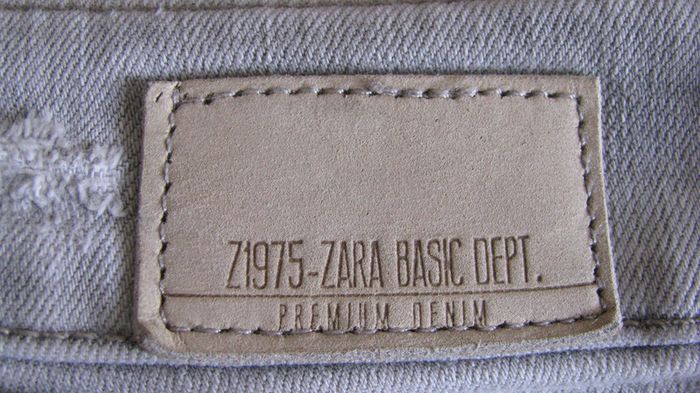 Z1975-ZARA BASIC DEPT.
PREMIUM DENIM